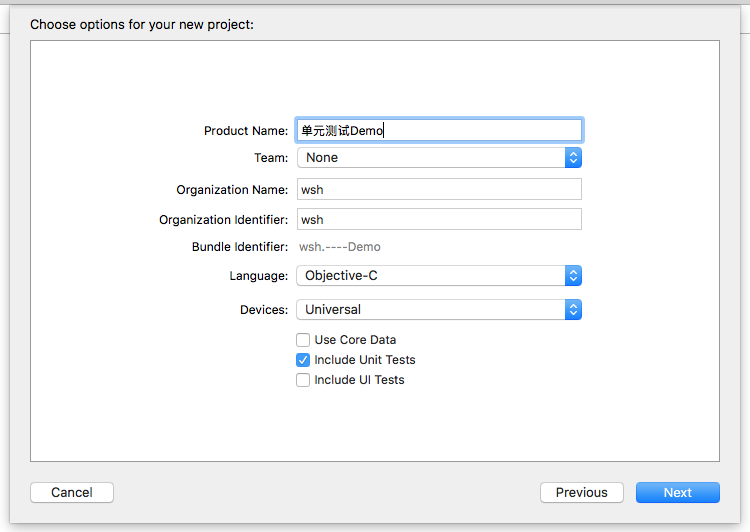 Choose options for your new project:
Product Name: 单元测试Demo
Team: None
Organization Name: wsh
Organization Identifier: wsh
Bundle Identifier: wsh.----Demo
Language: Objective-C
Devices: Universal
Use Core Data
Include Unit Tests
Include UI Tests
Cancel Previous Next